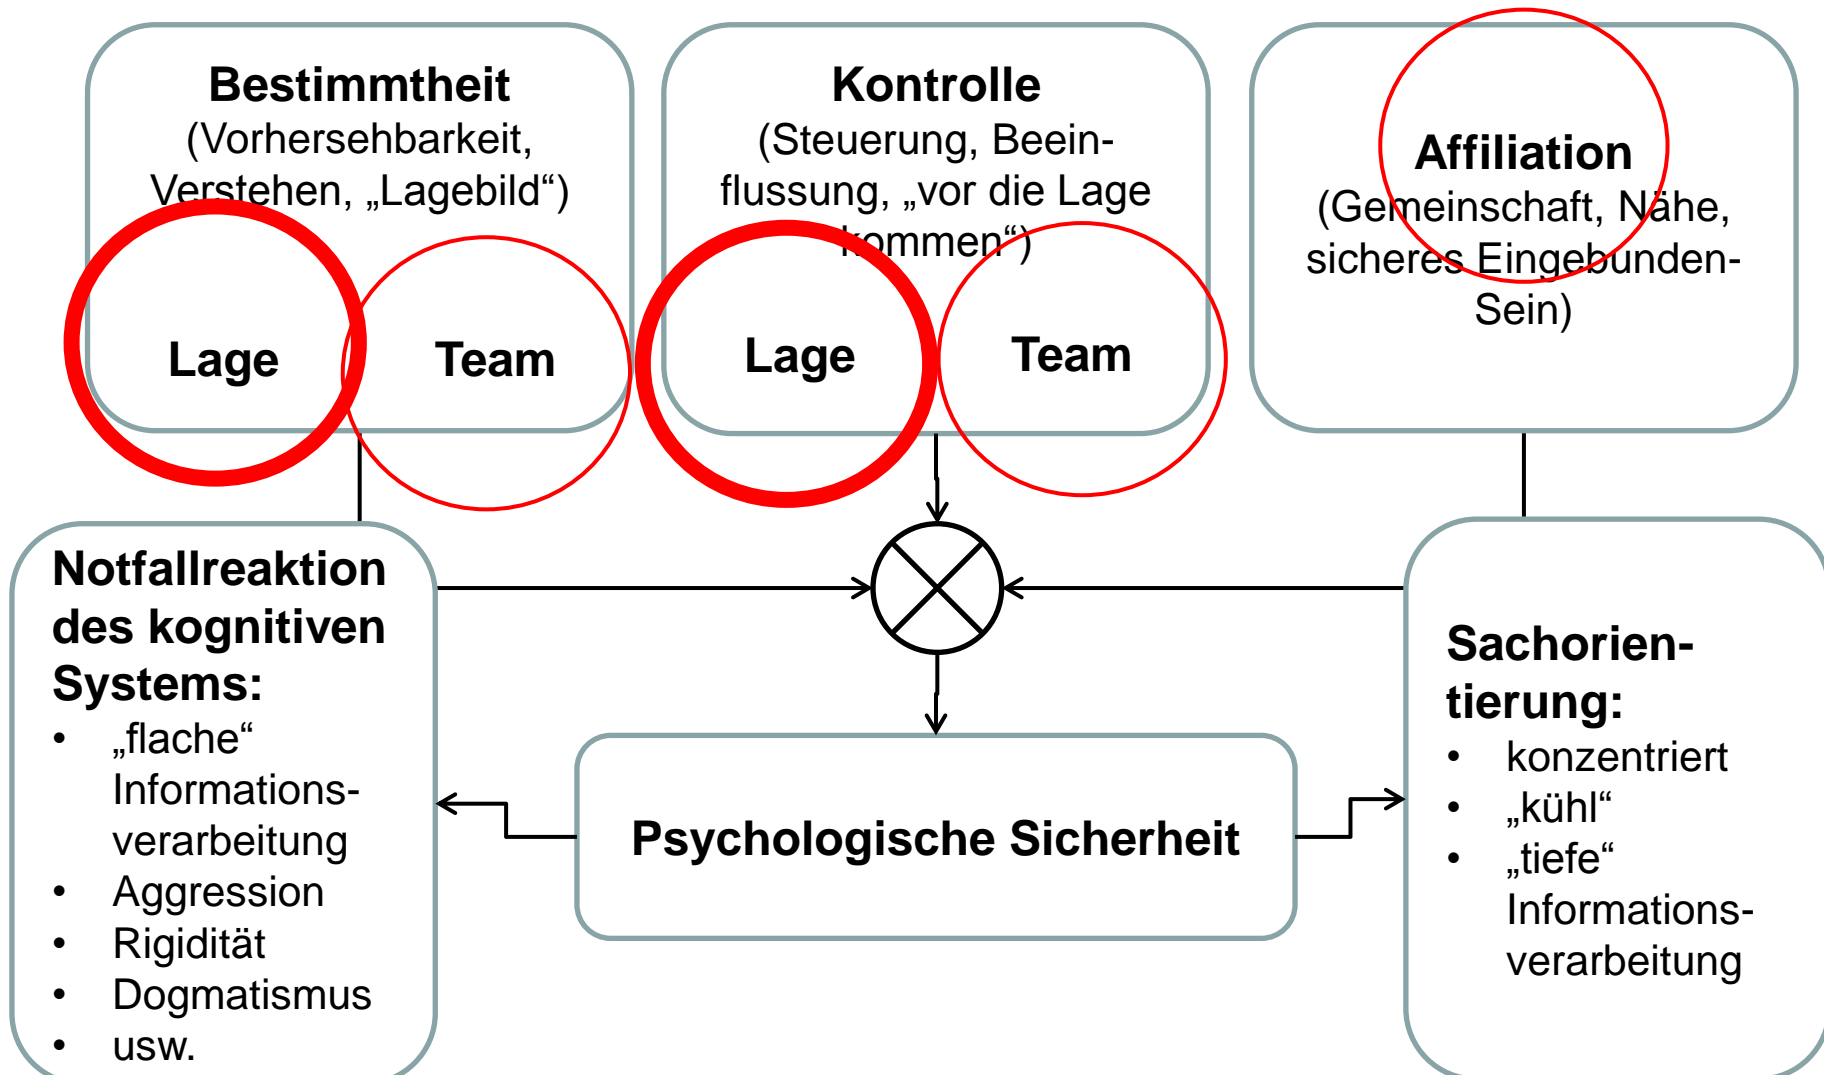 Bestimmtheit
(Vorhersehbarkeit,
Verstehen, „Lagebild“)
Lage
Team
Kontrolle
(Steuerung, Beein-
flussung, „vor die Lage
kommen“)
Lage
Team
Affiliation
(Gemeinschaft, Nähe,
sicheres Eingebunden-
Sein)
Notfallreaktion
des kognitiven
Systems:
• „flache“
Informations-
verarbeitung
• Aggression
• Rigidität
• Dogmatismus
• usw.
Psychologische Sicherheit
Sachorien-
tierung:
• konzentriert
• „kühl“
• „tiefe“
Informations-
verarbeitung